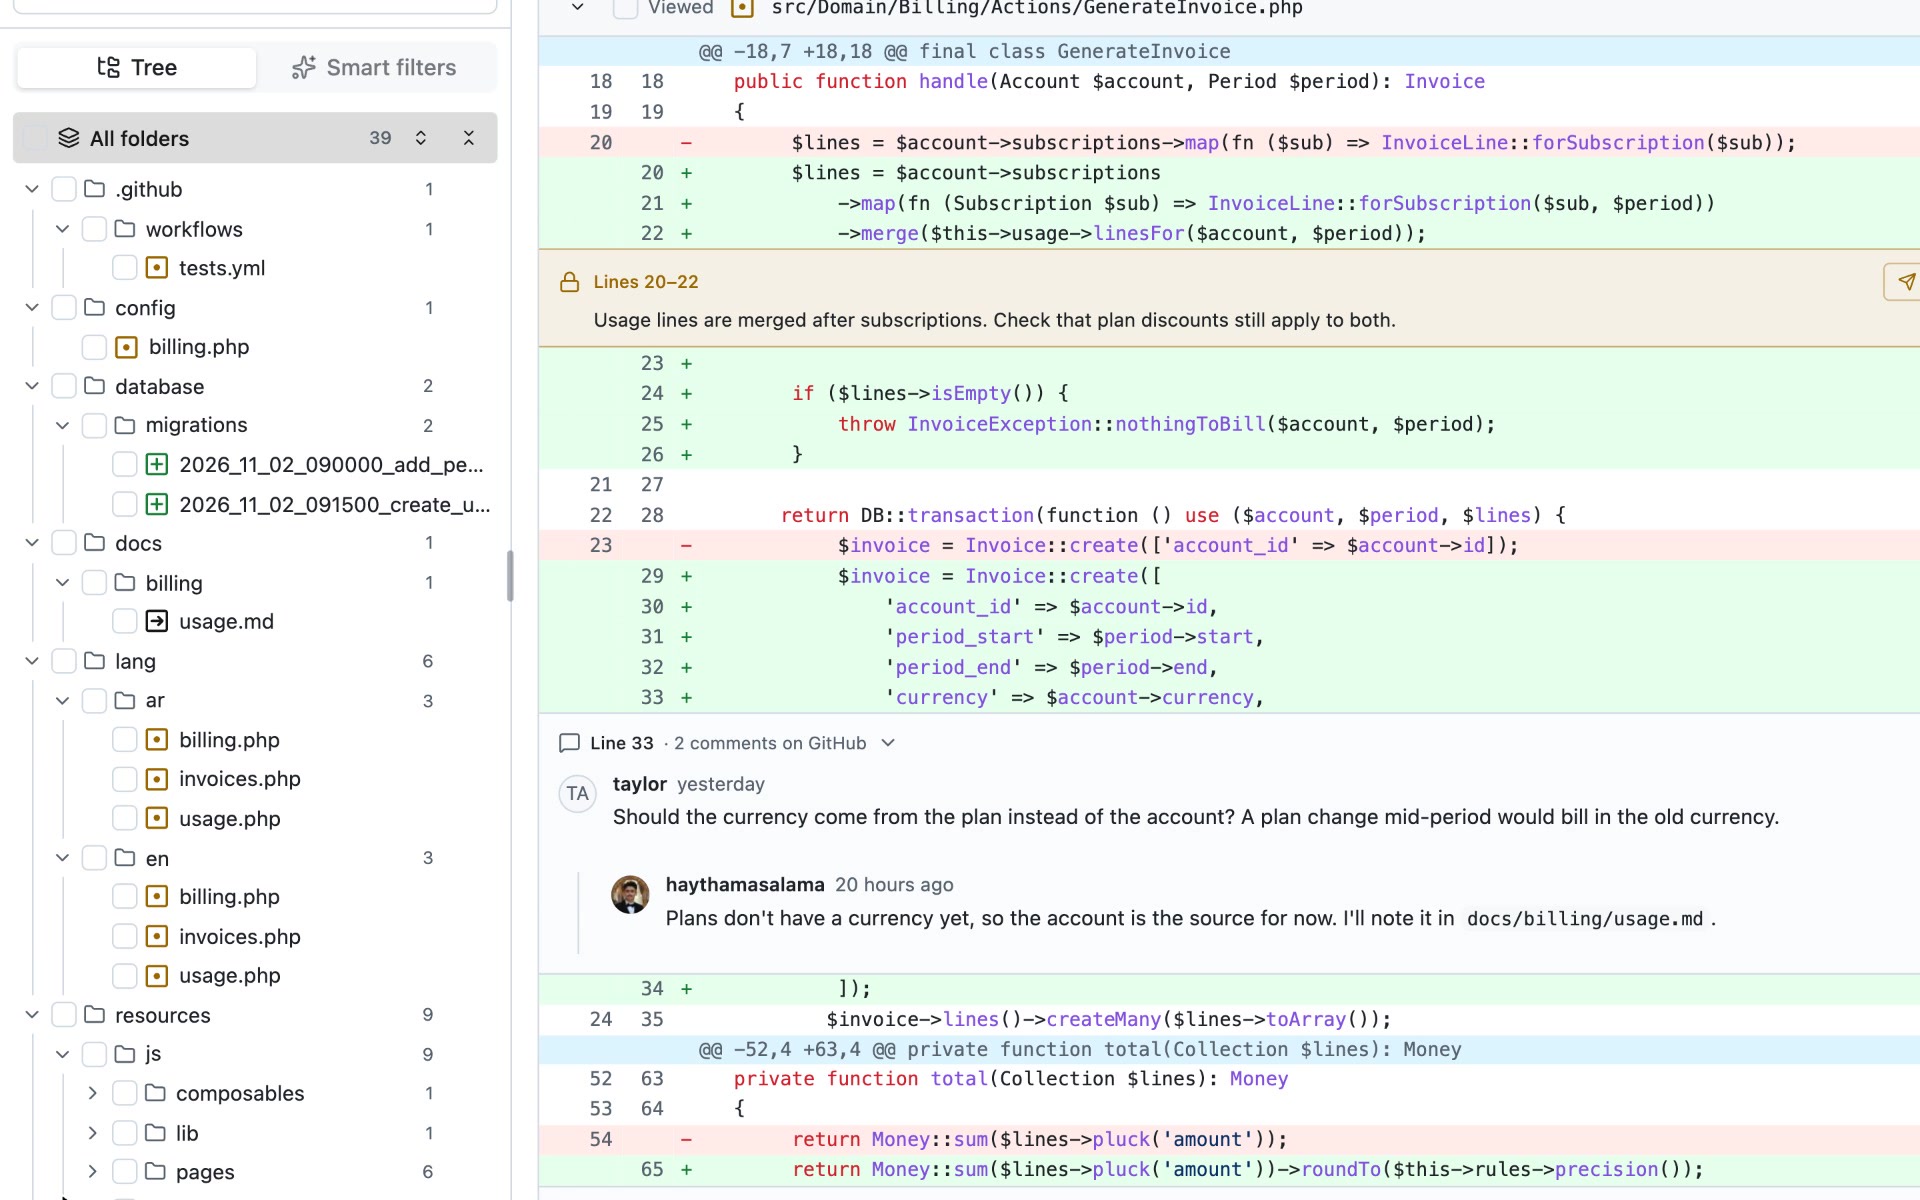 Tree
Smart filters
All folders 39
.github 1
workflows 1
tests.yml
config 1
billing.php
database 2
migrations 2
2026_11_02_090000_add_pe...
2026_11_02_091500_create_u...
docs 1
billing 1
usage.md
lang 6
ar 3
billing.php
invoices.php
usage.php
en 3
billing.php
invoices.php
usage.php
resources 9
js 9
composables 1
lib 1
pages 6
Viewed src/Domain/Billing/Actions/GenerateInvoice.php
@@ -18,7 +18,18 @@ final class GenerateInvoice
18 18 public function handle(Account $account, Period $period): Invoice
19 19 {
20 - $lines = $account->subscriptions->map(fn ($sub) => InvoiceLine::forSubscription($sub));
20 + $lines = $account->subscriptions
21 + ->map(fn (Subscription $sub) => InvoiceLine::forSubscription($sub, $period))
22 + ->merge($this->usage->linesFor($account, $period));
Lines 20–22
Usage lines are merged after subscriptions. Check that plan discounts still apply to both.
23 +
24 + if ($lines->isEmpty()) {
25 + throw InvoiceException::nothingToBill($account, $period);
26 + }
21 27
22 28 return DB::transaction(function () use ($account, $period, $lines) {
23 - $invoice = Invoice::create(['account_id' => $account->id]);
29 + $invoice = Invoice::create([
30 + 'account_id' => $account->id,
31 + 'period_start' => $period->start,
32 + 'period_end' => $period->end,
33 + 'currency' => $account->currency,
Line 33 · 2 comments on GitHub
TA taylor yesterday
Should the currency come from the plan instead of the account? A plan change mid-period would bill in the old currency.
haythamasalama 20 hours ago
Plans don't have a currency yet, so the account is the source for now. I'll note it in docs/billing/usage.md .
34 + ]);
24 35 $invoice->lines()->createMany($lines->toArray());
@@ -52,4 +63,4 @@ private function total(Collection $lines): Money
52 63 private function total(Collection $lines): Money
53 64 {
54 - return Money::sum($lines->pluck('amount'));
65 + return Money::sum($lines->pluck('amount'))->roundTo($this->rules->precision());